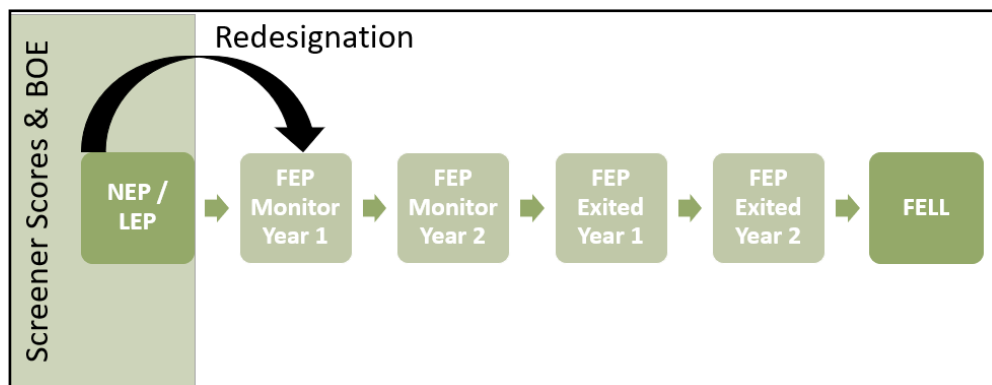 Redesignation
Screener Scores & BOE
NEP /
LEP
FEP
Monitor
Year 1
FEP
Monitor
Year 2
FEP
Exited
Year 1
FEP
Exited
Year 2
FELL